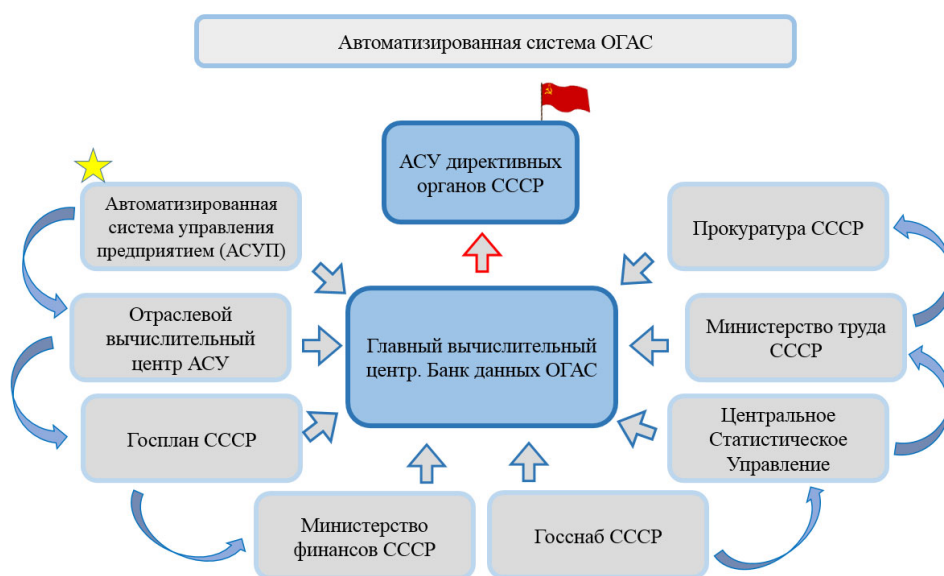 Автоматизированная система ОГАС
АСУ директивных
органов СССР
Автоматизированная
система управления
предприятием (АСУП)
Прокуратура СССР
Отраслевой
вычислительный
центр АСУ
Главный вычислительный
центр. Банк данных ОГАС
Министерство труда
СССР
Госплан СССР
Центральное
Статистическое
Управление
Министерство
финансов СССР
Госснаб СССР